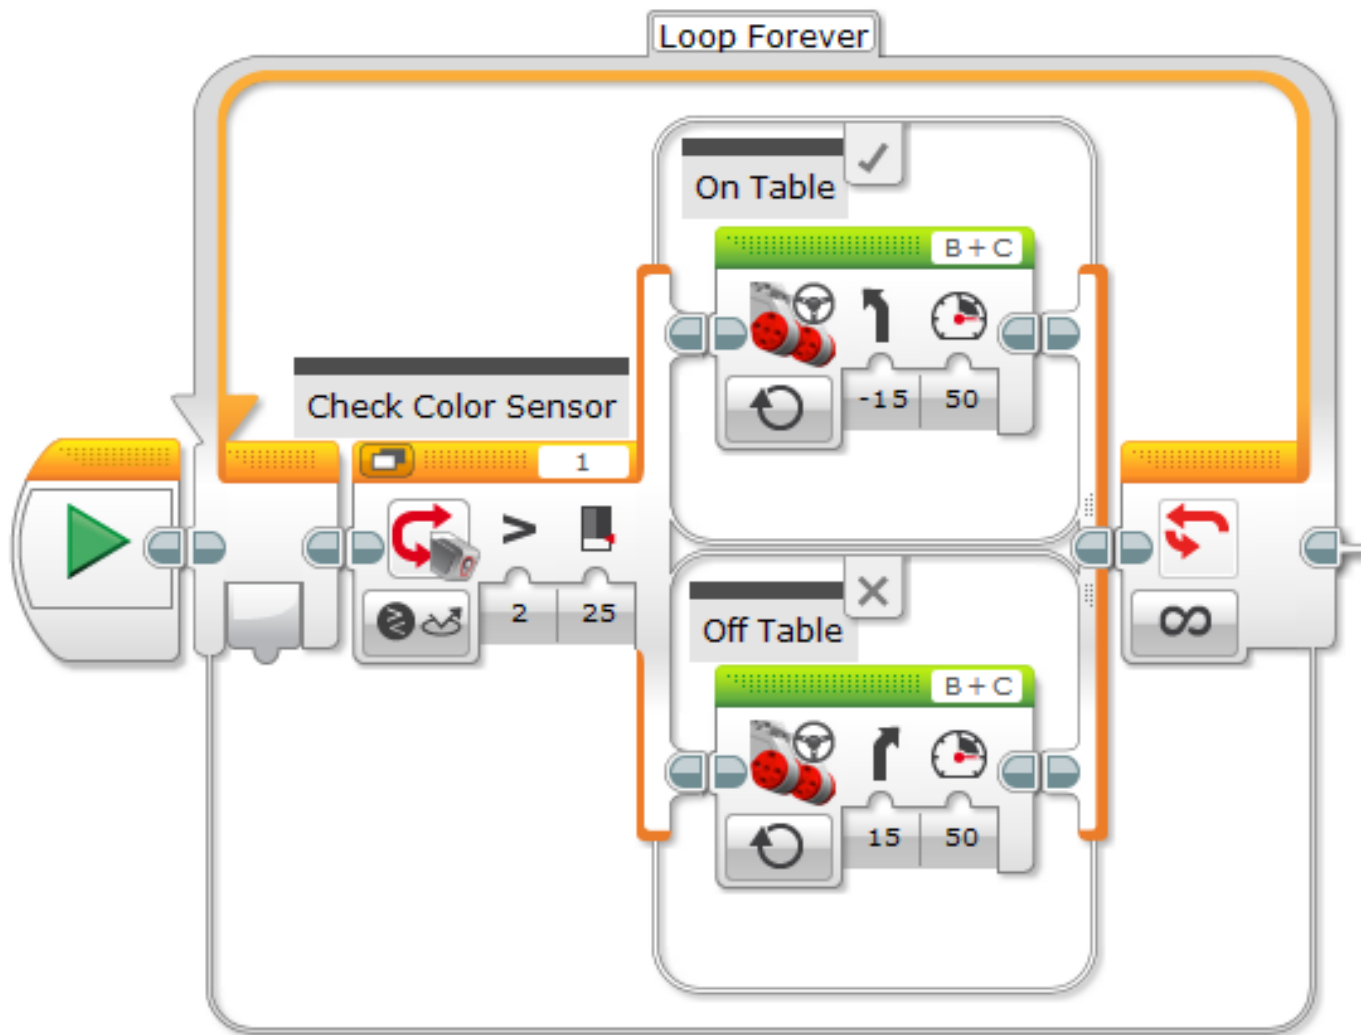 Loop Forever
On Table
B + C
-15 50
Check Color Sensor
1
>
2 25
∞
Off Table
B + C
15 50